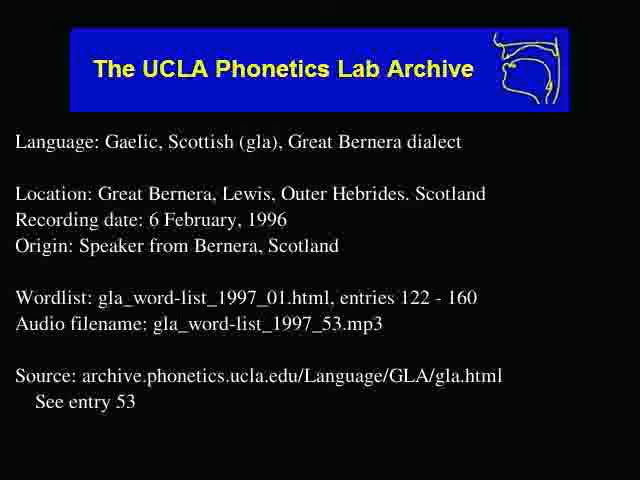 The UCLA Phonetics Lab Archive
Language: Gaelic, Scottish (gla), Great Bernera dialect
Location: Great Bernera, Lewis, Outer Hebrides. Scotland
Recording date: 6 February, 1996
Origin: Speaker from Bernera, Scotland
Wordlist: gla_word-list_1997_01.html, entries 122 - 160
Audio filename: gla_word-list_1997_53.mp3
Source: archive.phonetics.ucla.edu/Language/GLA/gla.html
See entry 53